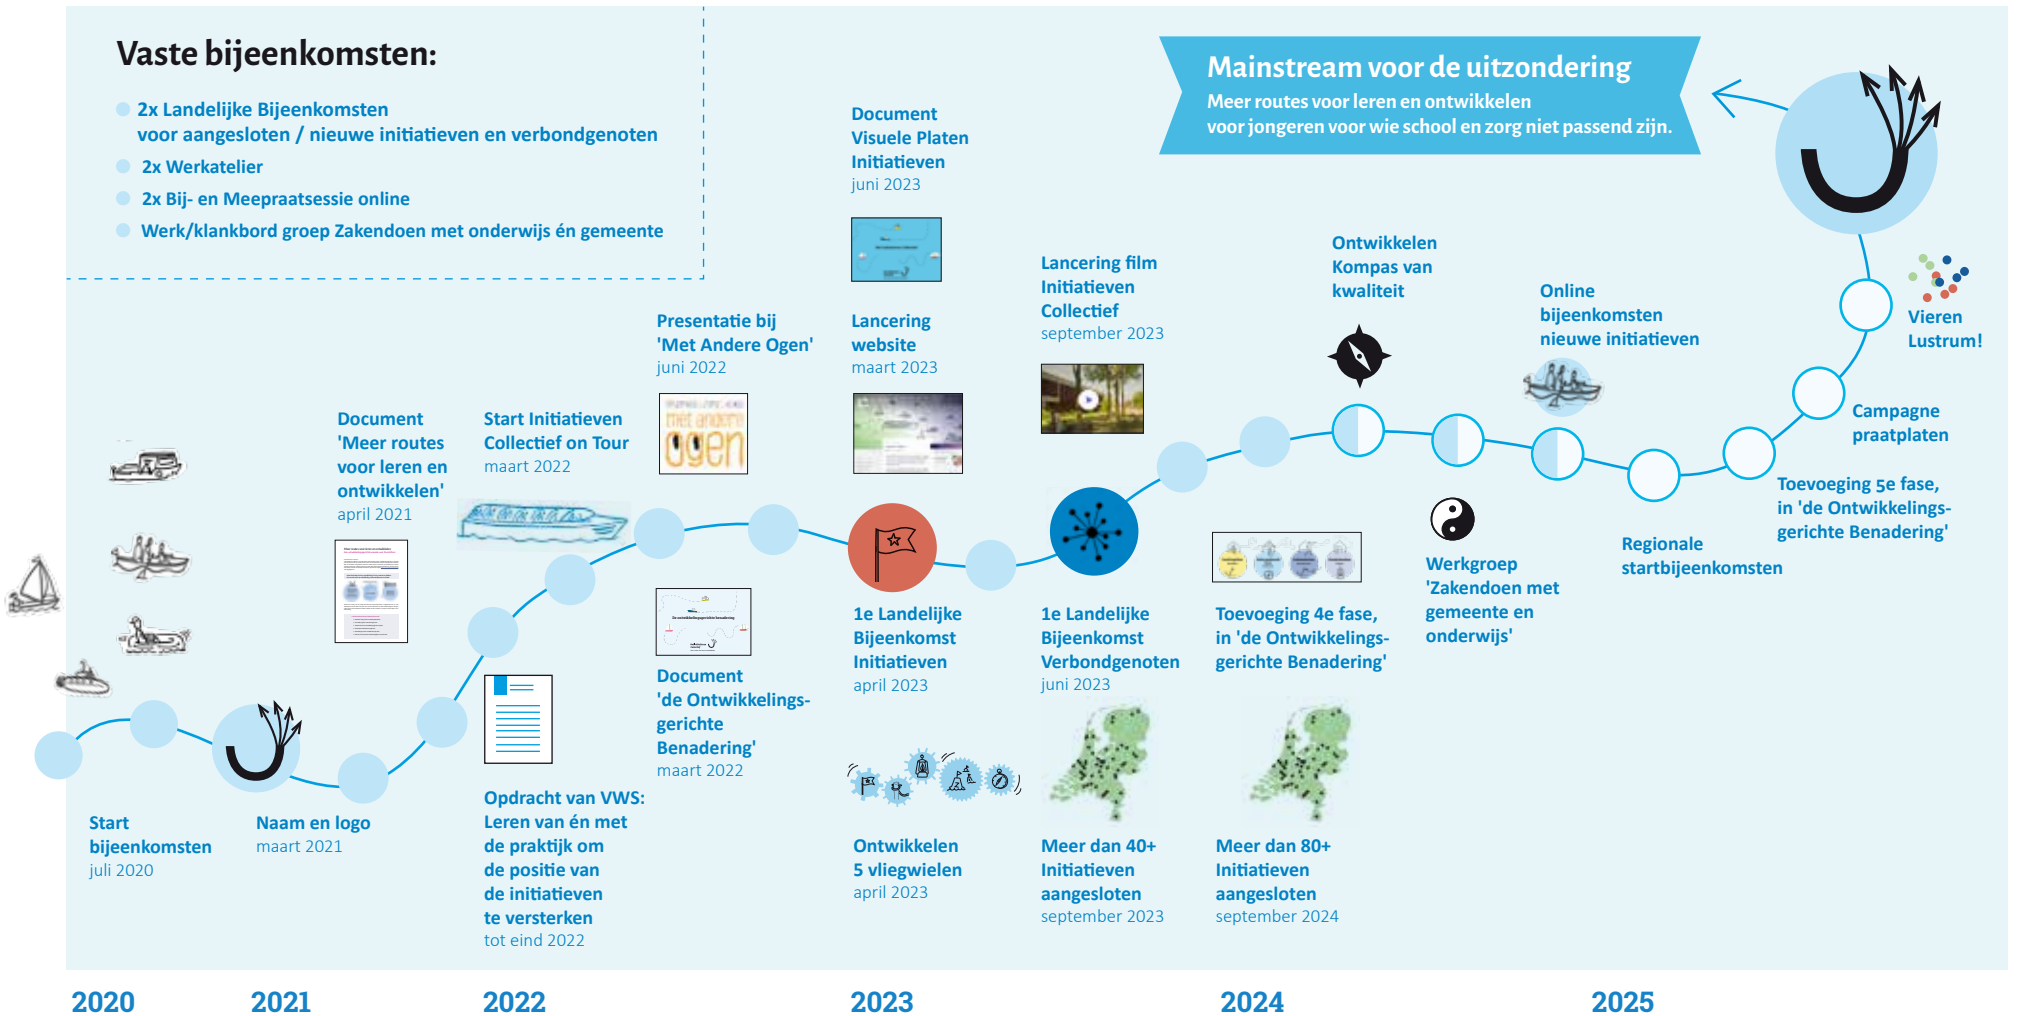 Vaste bijeenkomsten:
2x Landelijke Bijeenkomsten
voor aangesloten / nieuwe initiatieven en verbondgenoten
2x Werkatelier
2x Bij- en Meepraatsessie online
Werk/klankbord groep Zakendoen met onderwijs én gemeente
Mainstream voor de uitzondering
Meer routes voor leren en ontwikkelen
voor jongeren voor wie school en zorg niet passend zijn.
Start
bijeenkomsten
juli 2020
Naam en logo
maart 2021
Document
'Meer routes
voor leren en
ontwikkelen'
april 2021
Start Initiatieven
Collectief on Tour
maart 2022
Opdracht van VWS:
Leren van én met
de praktijk om
de positie van
de initiatieven
te versterken
tot eind 2022
Presentatie bij
'Met Andere Ogen'
juni 2022
met andere
ogen
De ontwikkelingsgerichte benadering
Document
'de Ontwikkelings-
gerichte
Benadering'
maart 2022
Document
Visuele Platen
Initiatieven
juni 2023
Lancering
website
maart 2023
1e Landelijke
Bijeenkomst
Initiatieven
april 2023
Ontwikkelen
5 vliegwielen
april 2023
Lancering film
Initiatieven
Collectief
september 2023
1e Landelijke
Bijeenkomst
Verbondgenoten
juni 2023
Meer dan 40+
Initiatieven
aangesloten
september 2023
Toevoeging 4e fase,
in 'de Ontwikkelings-
gerichte Benadering'
Meer dan 80+
Initiatieven
aangesloten
september 2024
Ontwikkelen
Kompas van
kwaliteit
Werkgroep
'Zakendoen met
gemeente en
onderwijs'
Online
bijeenkomsten
nieuwe initiatieven
Regionale
startbijeenkomsten
Toevoeging 5e fase,
in 'de Ontwikkelings-
gerichte Benadering'
Campagne
praatplaten
Vieren
Lustrum!
2020
2021
2022
2023
2024
2025